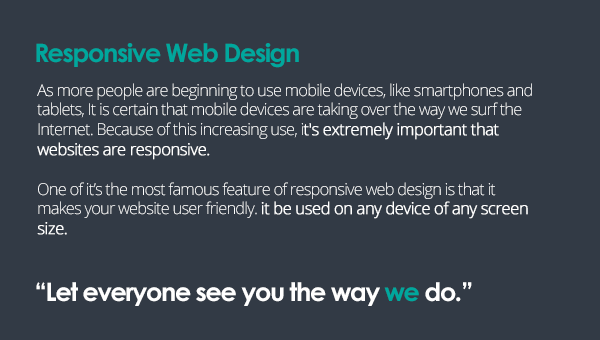 Responsive Web Design
As more people are beginning to use mobile devices, like smartphones and
tablets, It is certain that mobile devices are taking over the way we surf the
Internet. Because of this increasing use, it's extremely important that
websites are responsive.
One of it's the most famous feature of responsive web design is that it
makes your website user friendly. it be used on any device of any screen
size.
“Let everyone see you the way we do.”